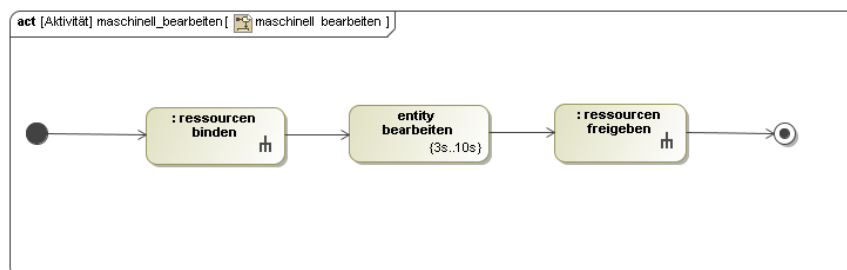 act [Aktivität] maschinell_bearbeiten[ maschinell bearbeiten ]
: ressourcen
binden
entity
bearbeiten
{3s..10s}
: ressourcen
freigeben